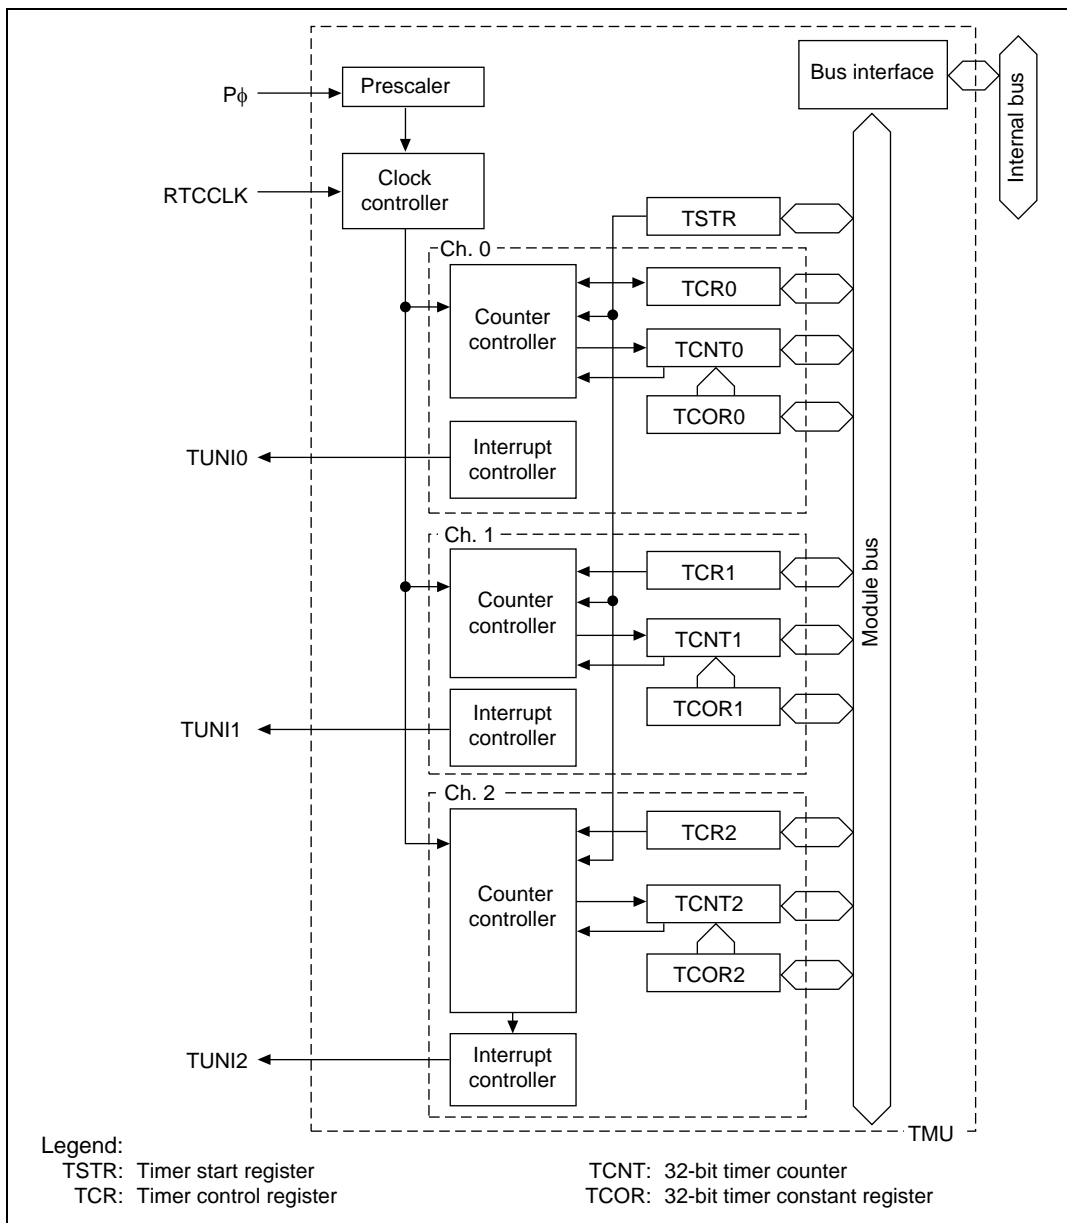 Prescaler
Bus interface
Pϕ
Internal bus
Clock
controller
RTCCLK
TSTR
Ch. 0
TCR0
Counter
controller
TCNT0
TCOR0
Interrupt
controller
TUNI0
Ch. 1
TCR1
Counter
controller
TCNT1
Module bus
TCOR1
Interrupt
controller
TUNI1
Ch. 2
TCR2
Counter
controller
TCNT2
TCOR2
Interrupt
controller
TUNI2
TMU
Legend:
TSTR: Timer start register
TCR: Timer control register
TCNT: 32-bit timer counter
TCOR: 32-bit timer constant register